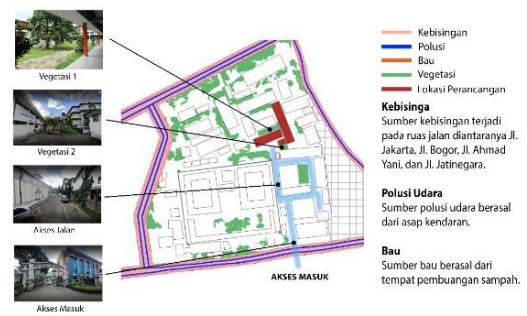 Vegetasi 1
Vegetasi 2
Akses Jalan
Akses Masuk
AKSES MASUK
Kebisingan
Polusi
Bau
Vegetasi
Lokasi Perancangan
Kebisinga
Sumber kebisingan terjadi
pada ruas jalan diantaranya Jl.
Jakarta, Jl. Bogor, Jl. Ahmad
Yani, dan Jl. Jatinegara.
Polusi Udara
Sumber polusi udara berasal
dari asap kendaran.
Bau
Sumber bau berasal dari
tempat pembuangan sampah.